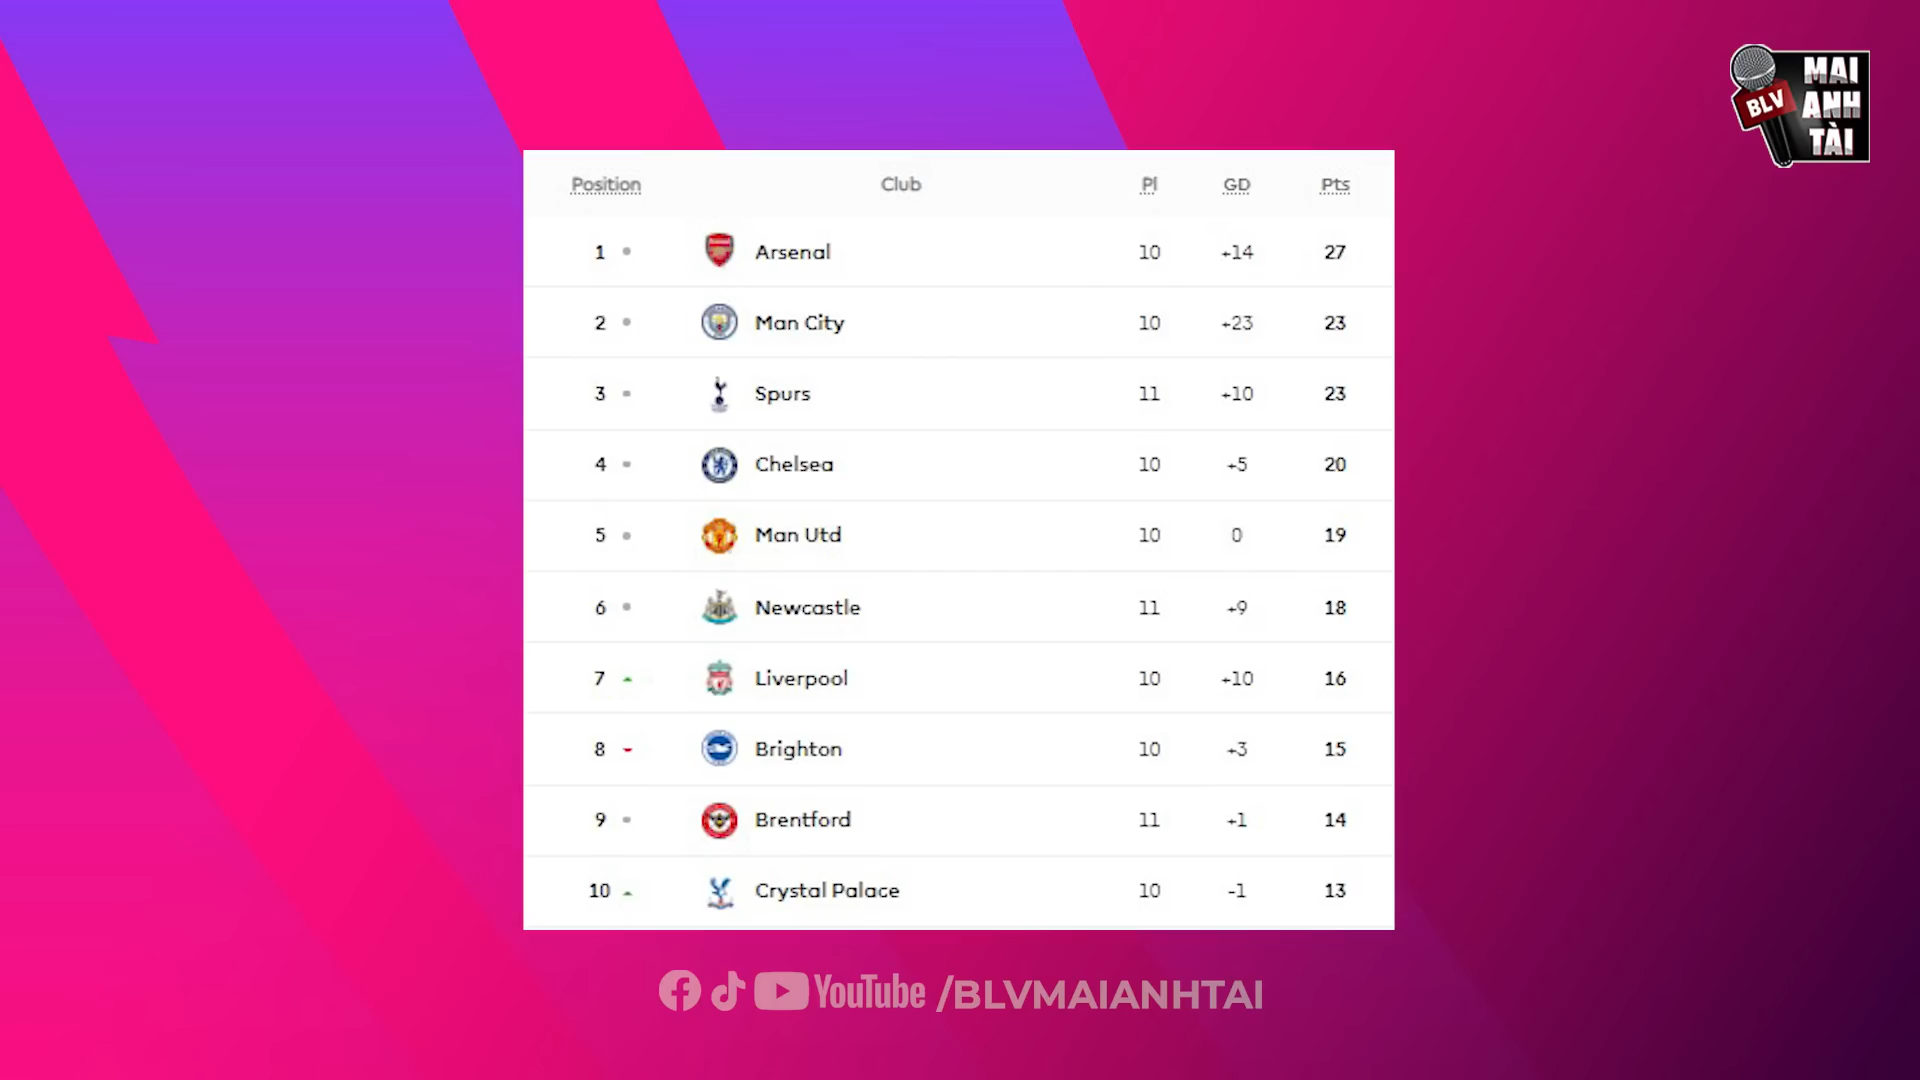 MAI
BLV ANH
TÀI
Position Club Pl GD Pts
1 Arsenal 10 +14 27
2 Man City 10 +23 23
3 Spurs 11 +10 23
4 Chelsea 10 +5 20
5 Man Utd 10 0 19
6 Newcastle 11 +9 18
7 Liverpool 10 +10 16
8 Brighton 10 +3 15
9 Brentford 11 +1 14
10 Crystal Palace 10 -1 13
YouTube /BLVMAIANHTAI